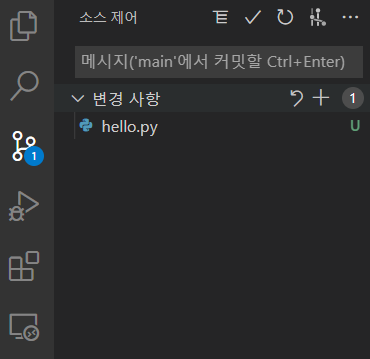 소스 제어
메시지('main'에서 커밋할 Ctrl+Enter)
변경 사항 1
hello.py U
1